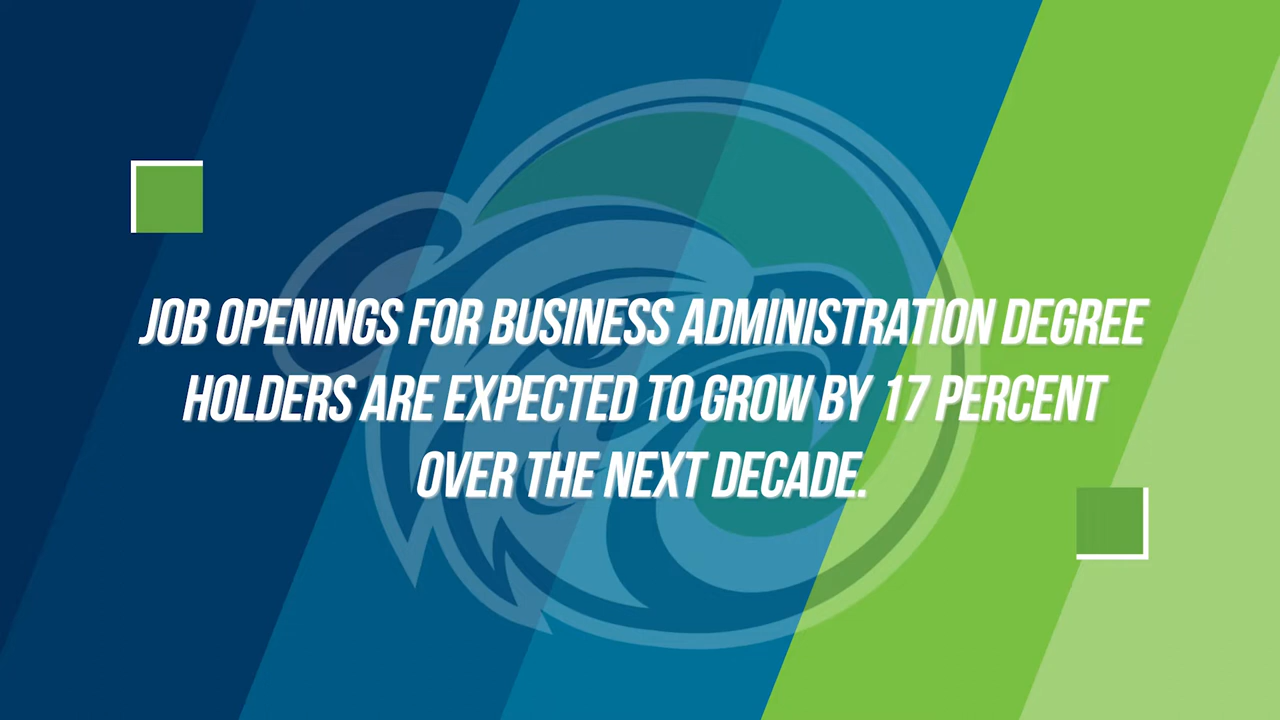 JOB OPENINGS FOR BUSINESS ADMINISTRATION DEGREE
HOLDERS ARE EXPECTED TO GROW BY 17 PERCENT
OVER THE NEXT DECADE.